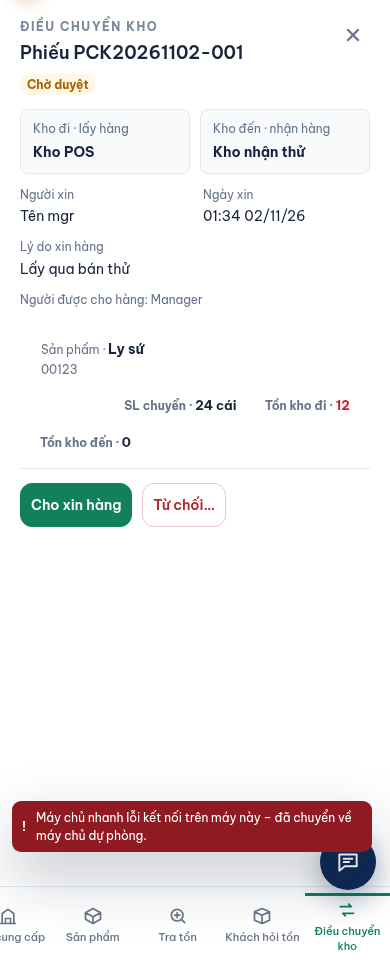 ĐIỀU CHUYỂN KHO
Phiếu PCK20261102-001
Chờ duyệt
Kho đi · lấy hàng
Kho POS
Kho đến · nhận hàng
Kho nhận thử
Người xin
Tên mgr
Ngày xin
01:34 02/11/26
Lý do xin hàng
Lấy qua bán thử
Người được cho hàng: Manager
Sản phẩm · Ly sứ
00123
SL chuyển · 24 cái
Tồn kho đi · 12
Tồn kho đến · 0
Cho xin hàng
Từ chối...
! Máy chủ nhanh lỗi kết nối trên máy này – đã chuyển về
máy chủ dự phòng.
cung cấp
Sản phẩm
Tra tồn
Khách hỏi tồn
Điều chuyển
kho